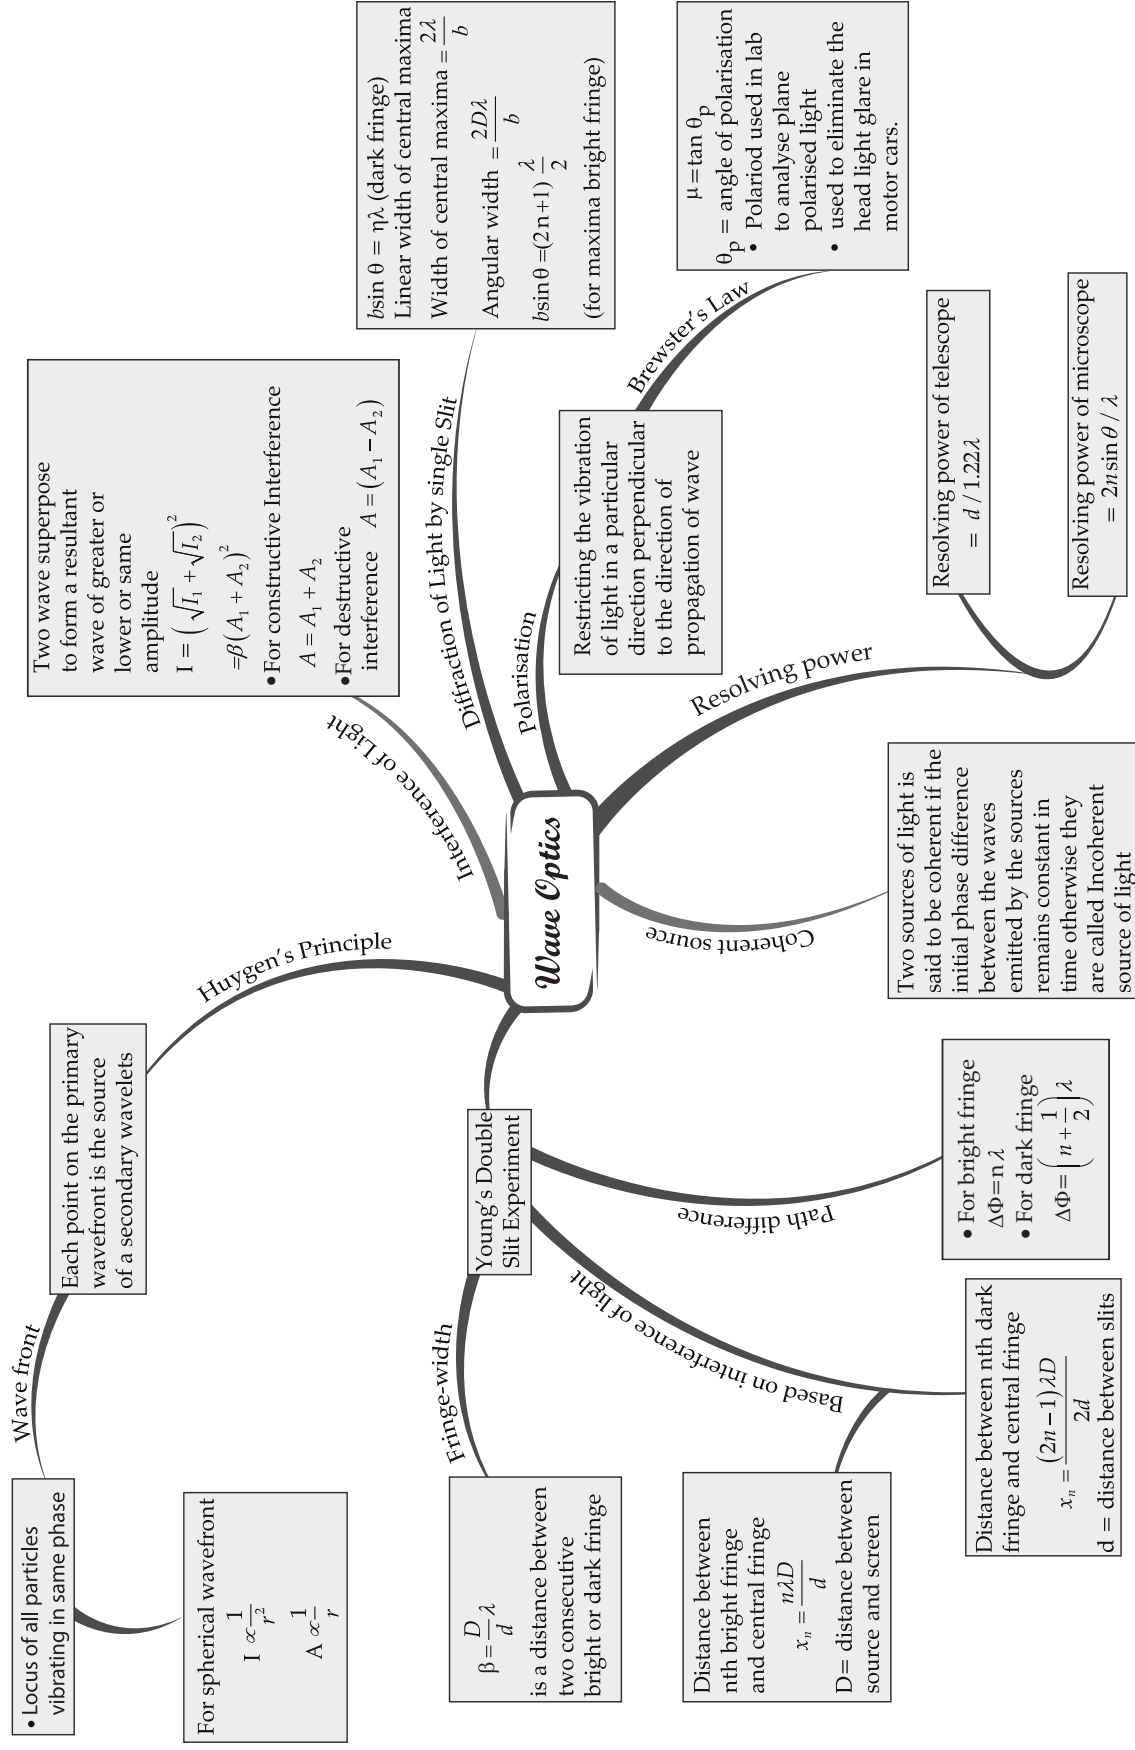 Wave Optics
Huygen's Principle
Each point on the primary
wavefront is the source
of a secondary wavelets
Wave front
• Locus of all particles
vibrating in same phase
For spherical wavefront
I ∝ 1/r²
A ∝ 1/r
Interference of Light
Two wave superpose
to form a resultant
wave of greater or
lower or same
amplitude
I = (√I₁ + √I₂)²
=β(A₁ + A₂)²
• For constructive Interference
A = A₁ + A₂
• For destructive
interference A = (A₁ − A₂)
Diffraction of Light by single Slit
bsin θ = ηλ (dark fringe)
Linear width of central maxima
Width of central maxima = 2λ/b
Angular width = 2Dλ/b
bsinθ =(2n+1) λ/2
(for maxima bright fringe)
Polarisation
Restricting the vibration
of light in a particular
direction perpendicular
to the direction of
propagation of wave
Brewster's Law
μ=tan θp
θp = angle of polarisation
• Polariod used in lab
to analyse plane
polarised light
• used to eliminate the
head light glare in
motor cars.
Resolving power
Resolving power of telescope
= d / 1.22λ
Resolving power of microscope
= 2n sinθ / λ
Coherent source
Two sources of light is
said to be coherent if the
initial phase difference
between the waves
emitted by the sources
remains constant in
time otherwise they
are called Incoherent
source of light
Young's Double
Slit Experiment
Path difference
• For bright fringe
ΔΦ=nλ
• For dark fringe
ΔΦ=(n+1/2)λ
Based on interference of light
Distance between nth dark
fringe and central fringe
xₙ = (2n−1)λD/2d
d = distance between slits
Distance between
nth bright fringe
and central fringe
xₙ = nλD/d
D= distance between
source and screen
Fringe-width
β = D/d λ
is a distance between
two consecutive
bright or dark fringe